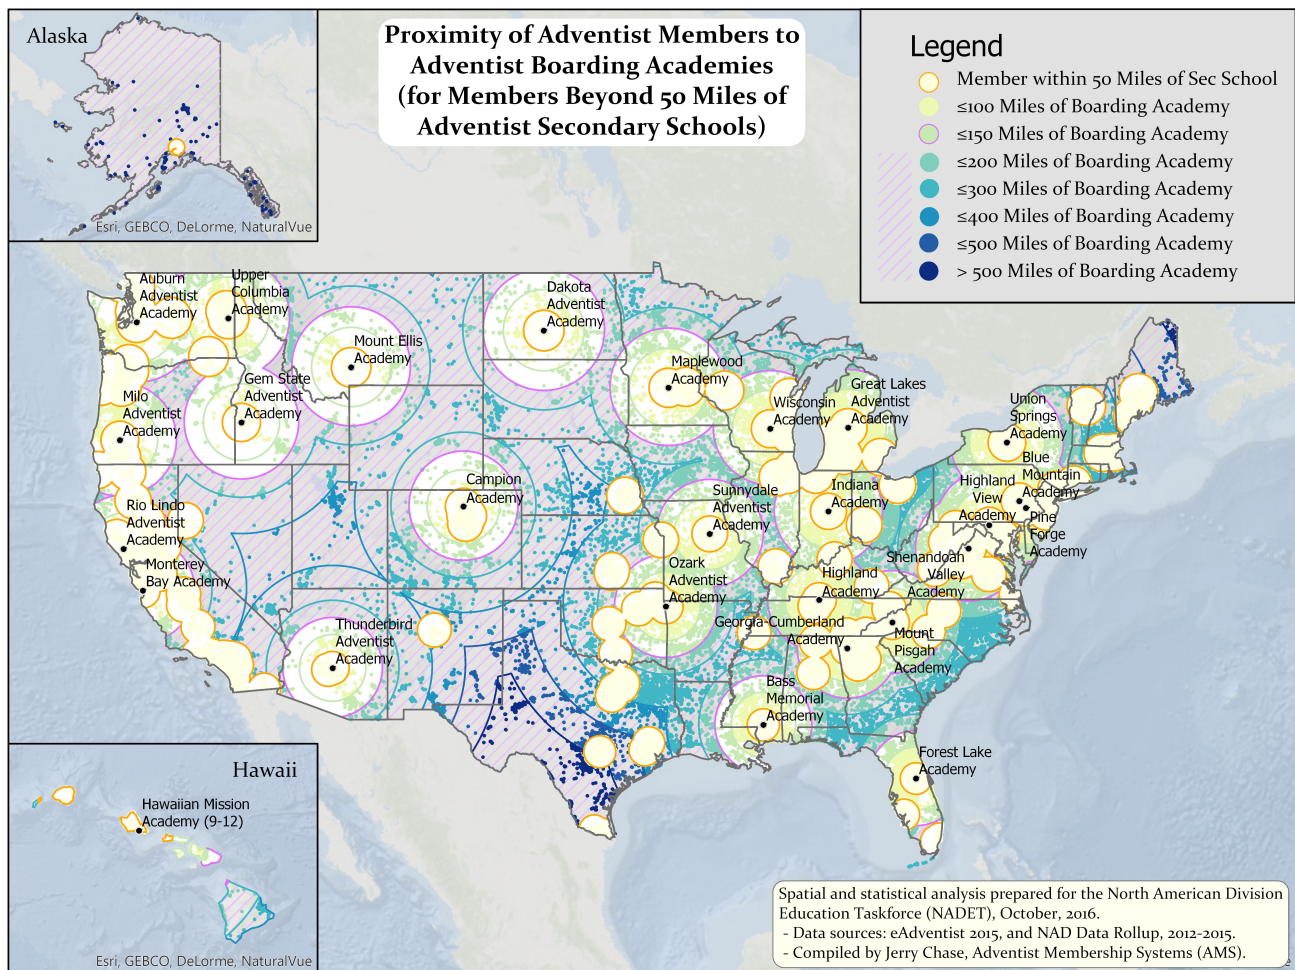 Alaska
Esri, GEBCO, DeLorme, NaturalVue
Proximity of Adventist Members to
Adventist Boarding Academies
(for Members Beyond 50 Miles of
Adventist Secondary Schools)
Legend
Member within 50 Miles of Sec School
≤100 Miles of Boarding Academy
≤150 Miles of Boarding Academy
≤200 Miles of Boarding Academy
≤300 Miles of Boarding Academy
≤400 Miles of Boarding Academy
≤500 Miles of Boarding Academy
> 500 Miles of Boarding Academy
Auburn
Adventist
Academy
Upper
Columbia
Academy
Mount Ellis
Academy
Dakota
Adventist
Academy
Maplewood
Academy
Wisconsin
Academy
Great Lakes
Adventist
Academy
Union
Springs
Academy
Milo
Adventist
Academy
Gem State
Adventist
Academy
Blue
Mountain
Academy
Highland
View
Academy
Pine
Forge
Academy
Campion
Academy
Sunnydale
Adventist
Academy
Indiana
Academy
Rio Lindo
Adventist
Academy
Monterey
Bay Academy
Ozark
Adventist
Academy
Highland
Academy
Shenandoah
Valley
Academy
Thunderbird
Adventist
Academy
Georgia-Cumberland
Academy
Mount
Pisgah
Academy
Bass
Memorial
Academy
Forest Lake
Academy
Hawaii
Hawaiian Mission
Academy (9-12)
Esri, GEBCO, DeLorme, NaturalVue
Spatial and statistical analysis prepared for the North American Division
Education Taskforce (NADET), October, 2016.
- Data sources: eAdventist 2015, and NAD Data Rollup, 2012-2015.
- Compiled by Jerry Chase, Adventist Membership Systems (AMS).